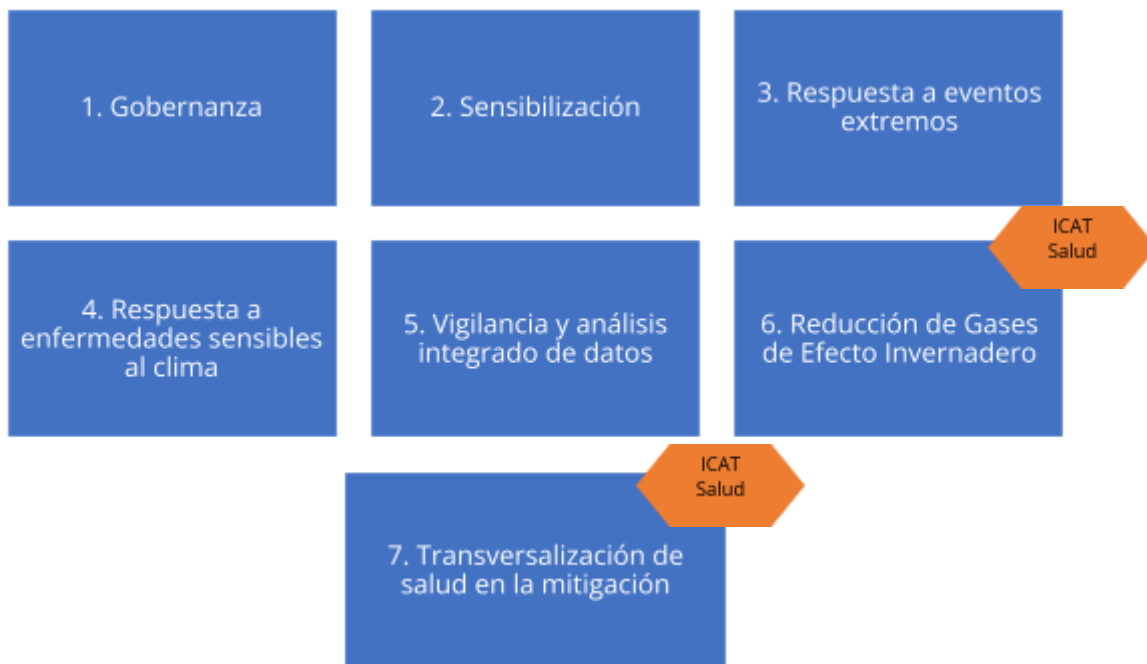 1. Gobernanza
2. Sensibilización
3. Respuesta a eventos
extremos
ICAT
Salud
4. Respuesta a
enfermedades sensibles
al clima
5. Vigilancia y análisis
integrado de datos
6. Reducción de Gases
de Efecto Invernadero
ICAT
Salud
7. Transversalización de
salud en la mitigación